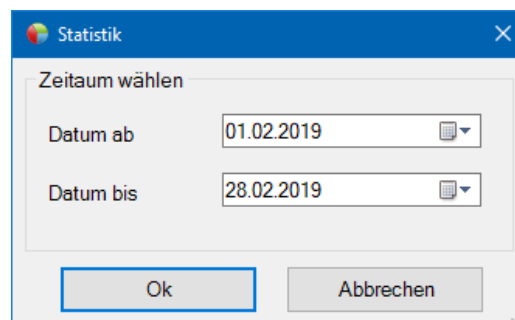 Statistik
Zeitaum wählen
Datum ab 01.02.2019
Datum bis 28.02.2019
Ok Abbrechen